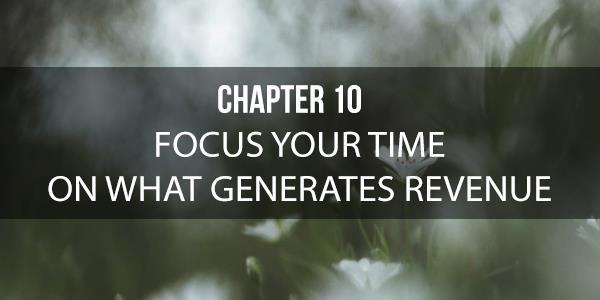 CHAPTER 10
FOCUS YOUR TIME
ON WHAT GENERATES REVENUE